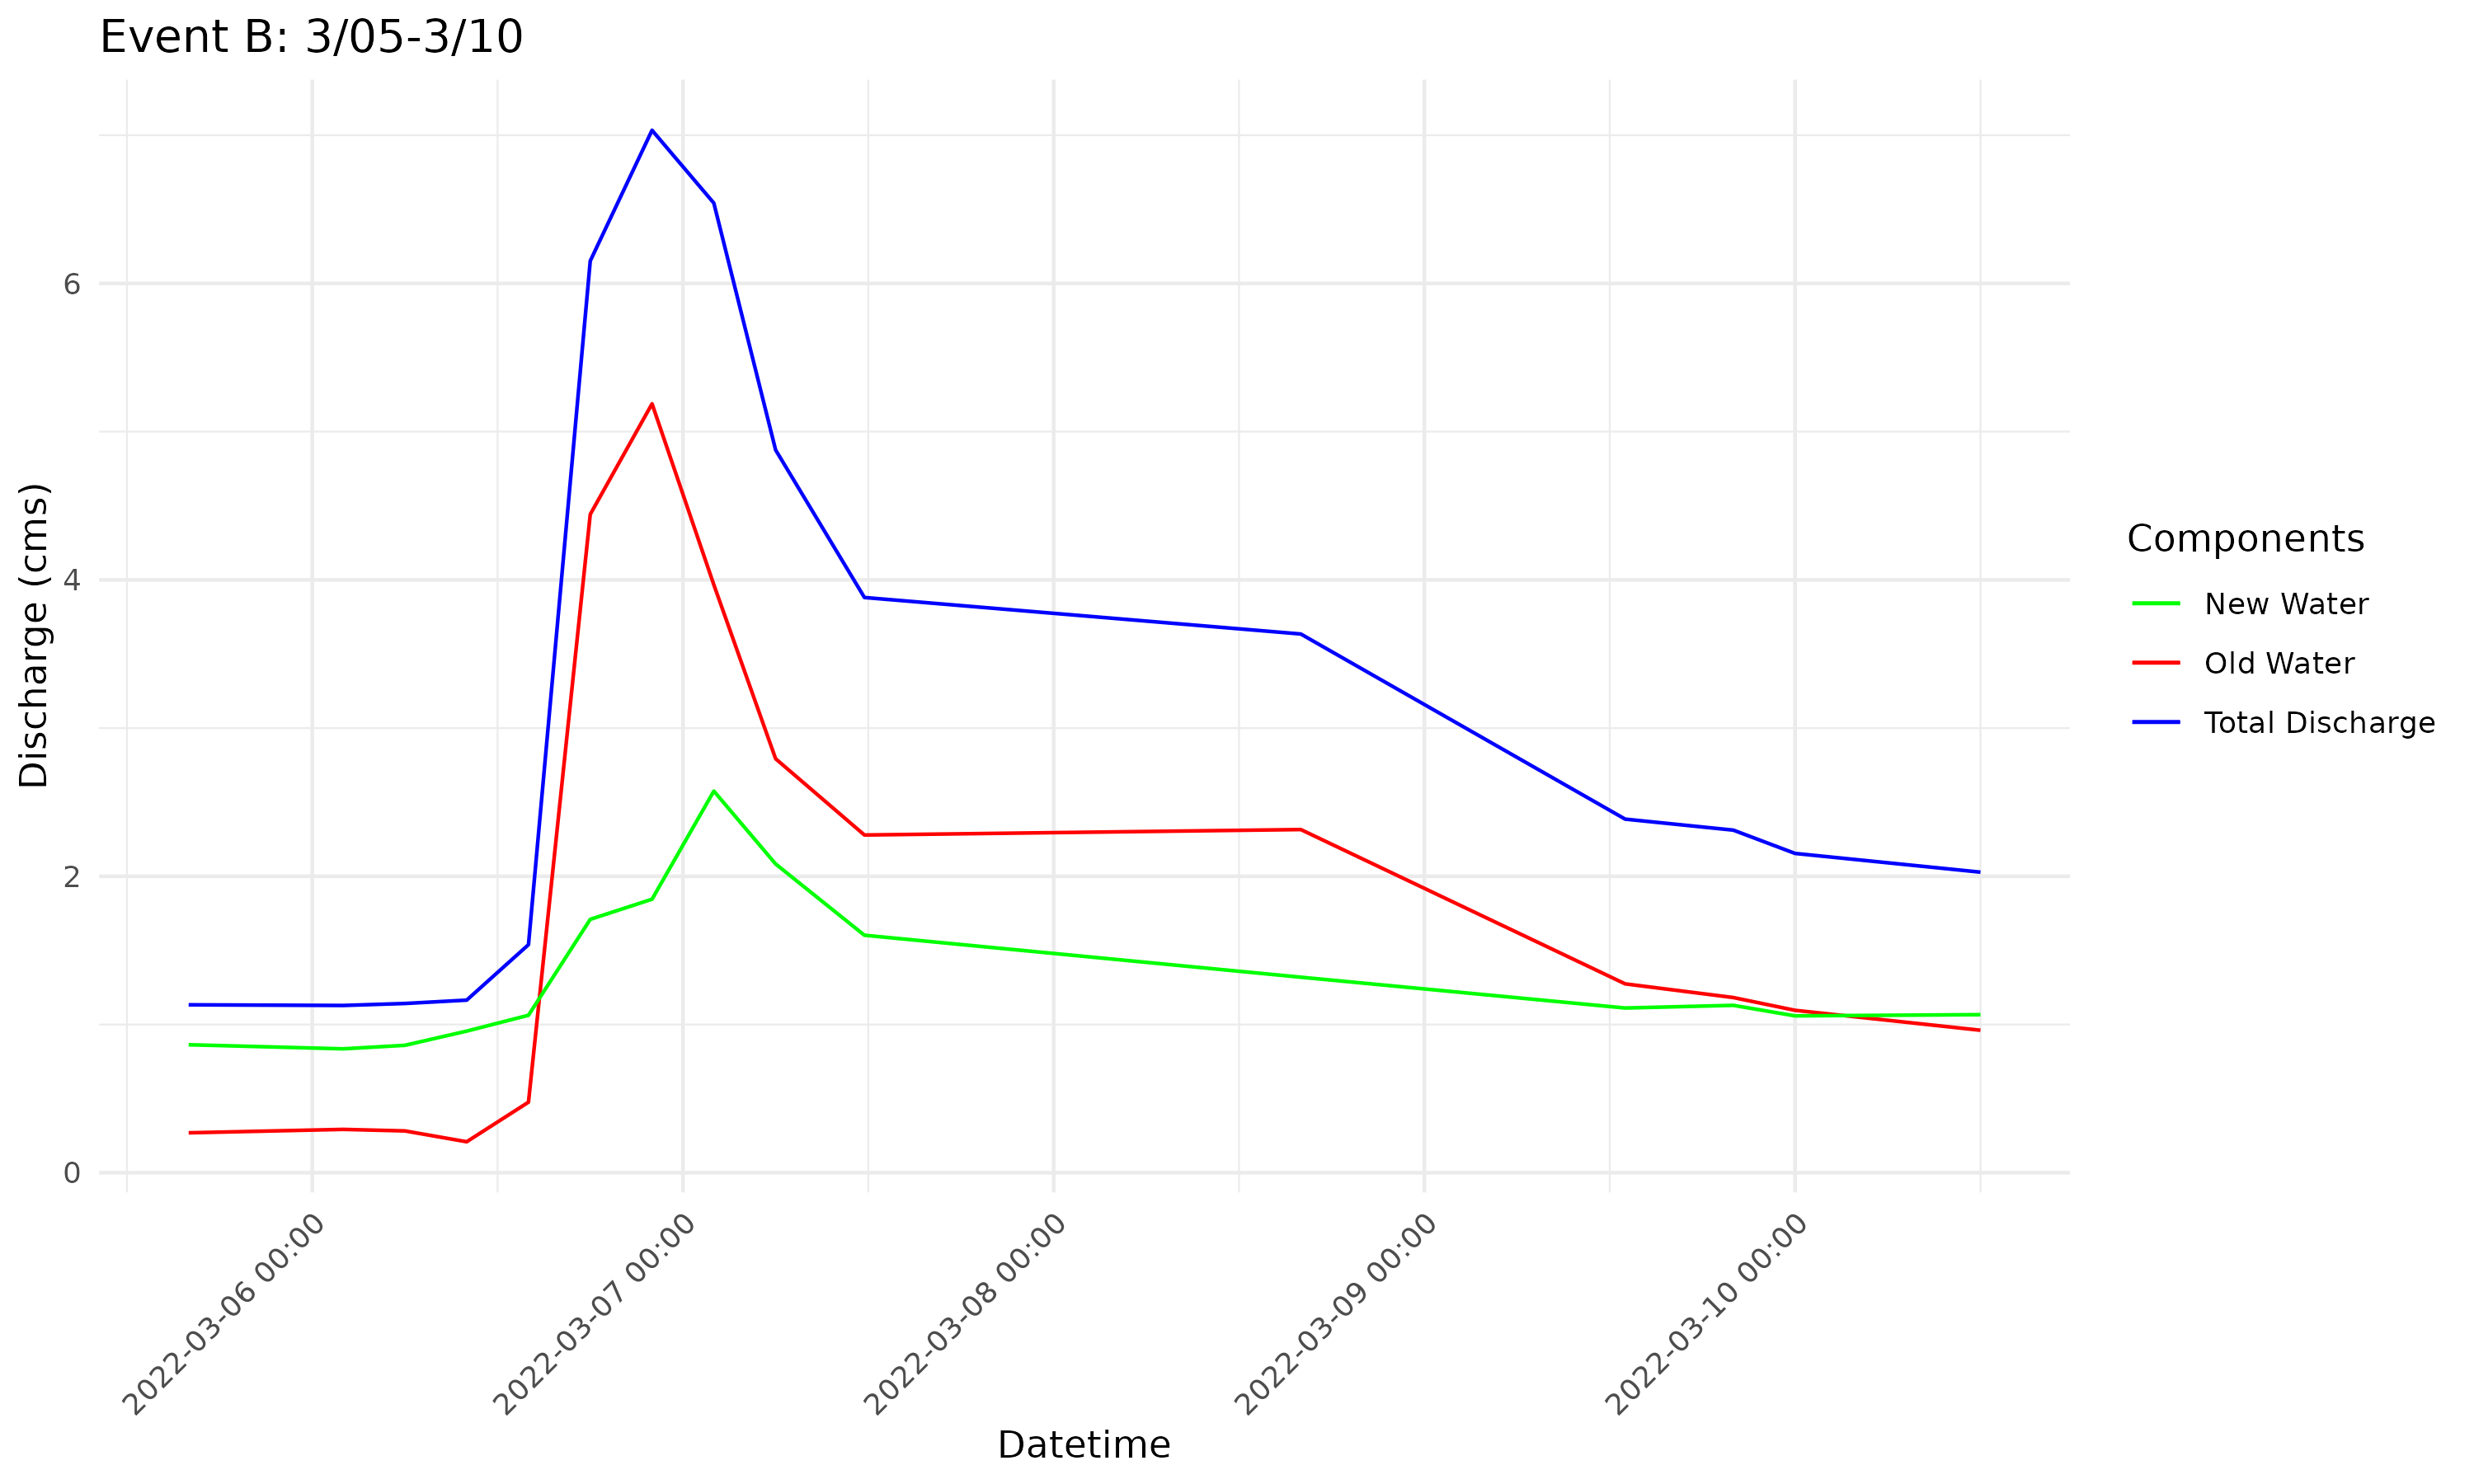 Event B: 3/05-3/10
Discharge (cms)
6
4
2
0
2022-03-06 00:00
2022-03-07 00:00
2022-03-08 00:00
2022-03-09 00:00
2022-03-10 00:00
Datetime
Components
New Water
Old Water
Total Discharge